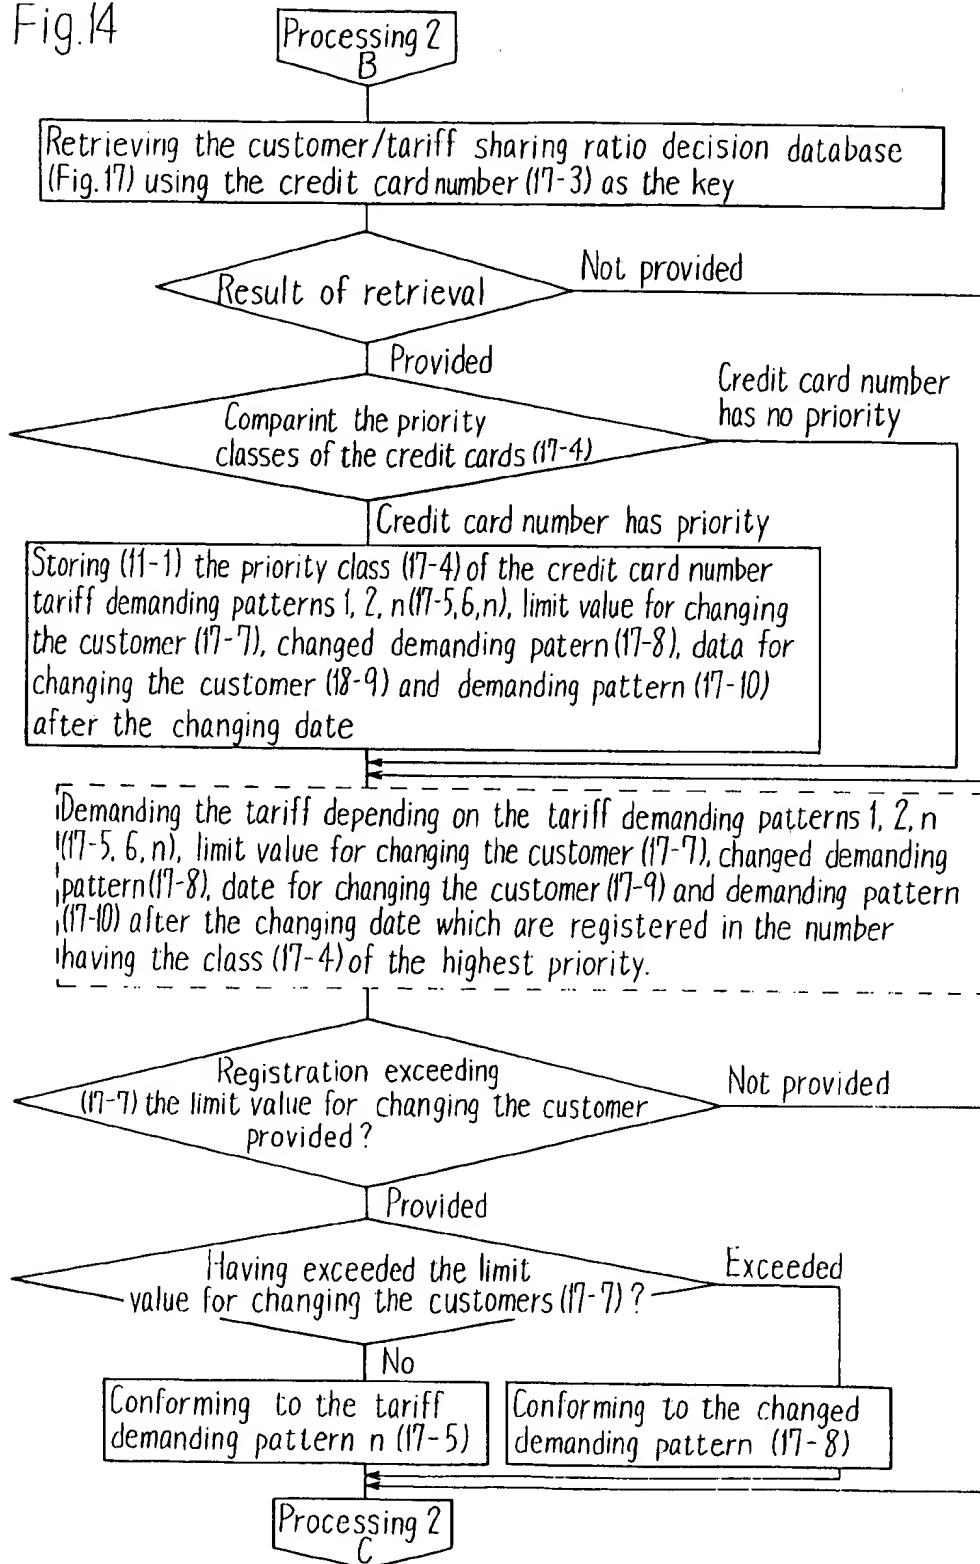 Fig.14
Processing 2
B
Retrieving the customer/tariff sharing ratio decision database
(Fig.17) using the credit card number (17-3) as the key
Result of retrieval
Not provided
Provided
Credit card number
has no priority
Comparint the priority
classes of the credit cards (17-4)
Credit card number has priority
Storing (11-1) the priority class (17-4) of the credit card number
tariff demanding patterns 1, 2, n(17-5,6,n), limit value for changing
the customer (17-7), changed demanding patern (17-8), data for
changing the customer (18-9) and demanding pattern (17-10)
after the changing date
Demanding the tariff depending on the tariff demanding patterns 1, 2, n
(17-5, 6, n), limit value for changing the customer (17-7), changed demanding
pattern (17-8), date for changing the customer (17-9) and demanding pattern
(17-10) after the changing date which are registered in the number
having the class (17-4) of the highest priority.
Registration exceeding
(17-7) the limit value for changing the customer
provided?
Not provided
Provided
Having exceeded the limit
value for changing the customers (17-7)?
Exceeded
No
Conforming to the tariff
demanding pattern n (17-5)
Conforming to the changed
demanding pattern (17-8)
Processing 2
C